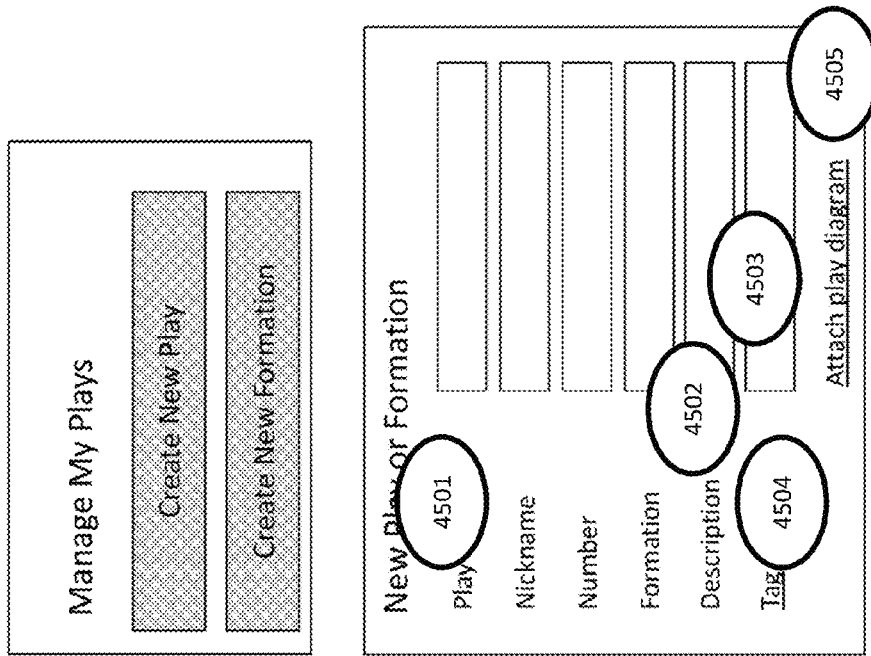 Manage My Plays
Create New Play
Create New Formation
New Play or Formation
Play 4501
Nickname
Number
Formation
4502
Description
4503
Tag 4504
Attach play diagram 4505